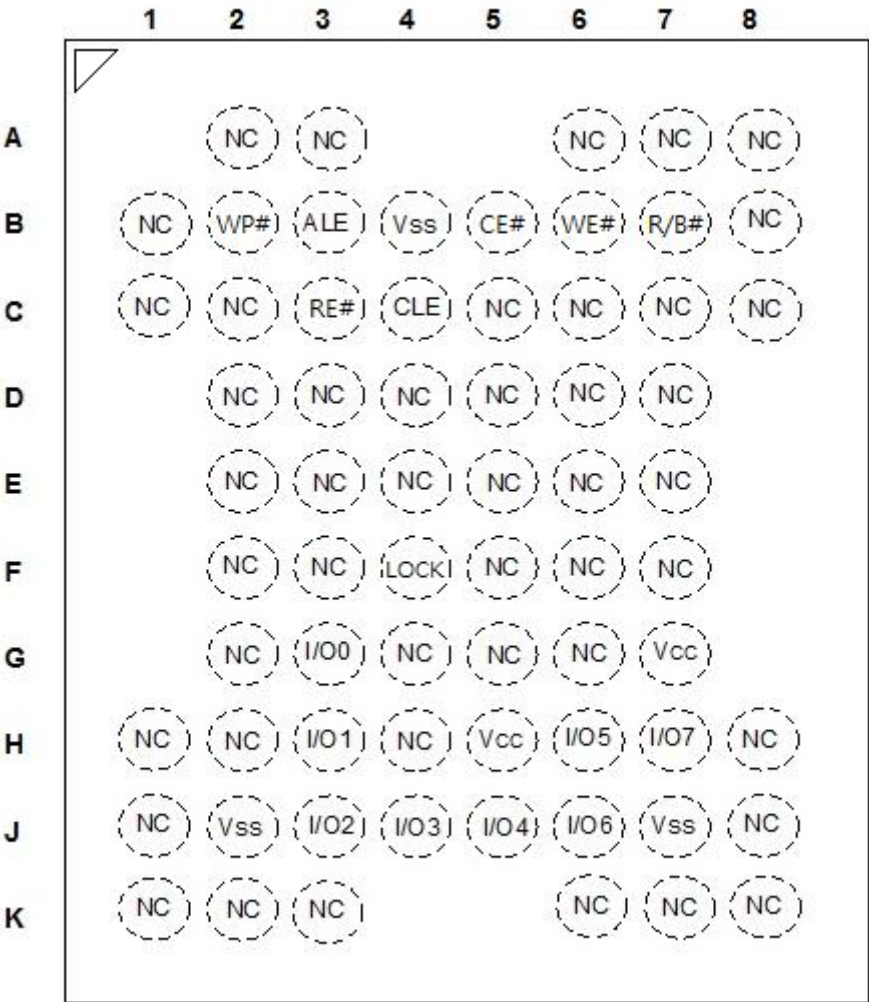 1 2 3 4 5 6 7 8
A NC NC NC NC NC
B NC WP# ALE Vss CE# WE# R/B# NC
C NC NC RE# CLE NC NC NC NC
D NC NC NC NC NC NC
E NC NC NC NC NC NC
F NC NC LOCK NC NC NC
G NC I/O0 NC NC NC Vcc
H NC NC I/O1 NC Vcc I/O5 I/O7 NC
J NC Vss I/O2 I/O3 I/O4 I/O6 Vss NC
K NC NC NC NC NC NC